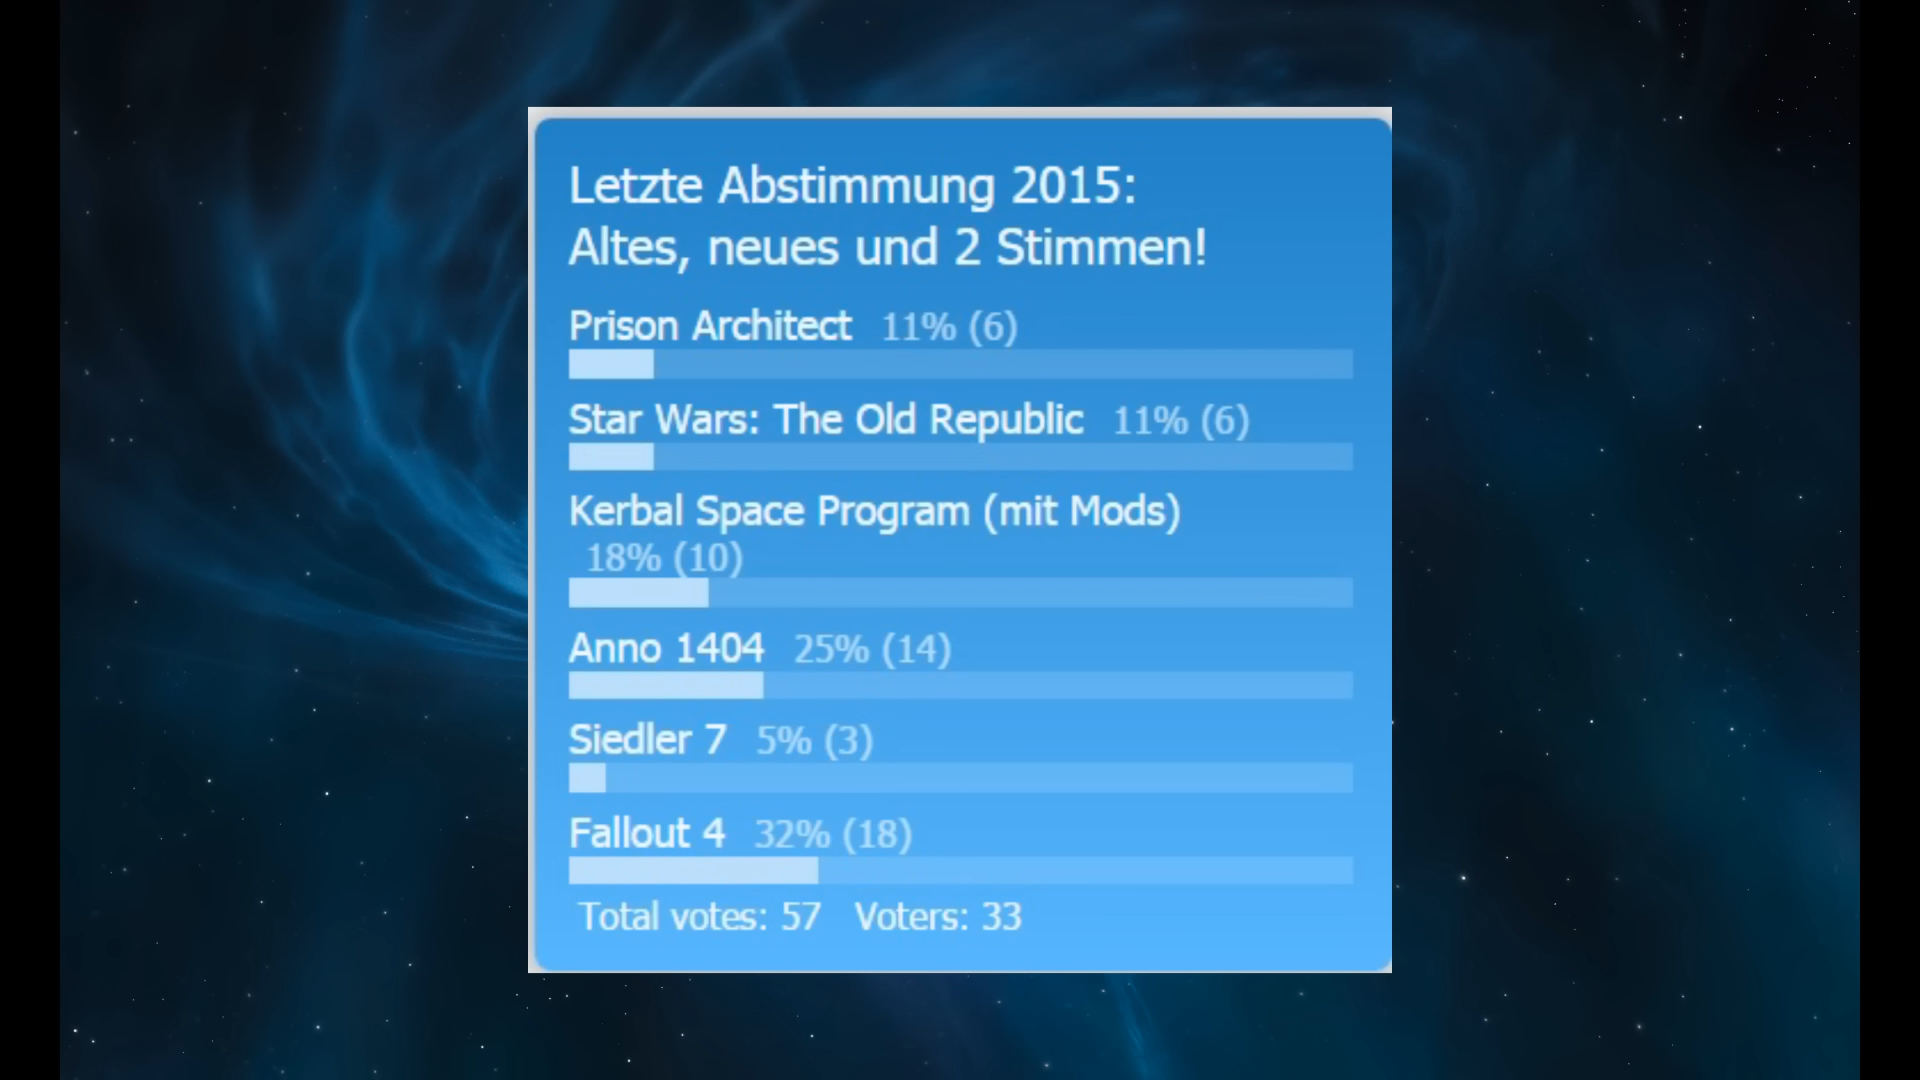 Letzte Abstimmung 2015:
Altes, neues und 2 Stimmen!
Prison Architect 11% (6)
Star Wars: The Old Republic 11% (6)
Kerbal Space Program (mit Mods)
18% (10)
Anno 1404 25% (14)
Siedler 7 5% (3)
Fallout 4 32% (18)
Total votes: 57 Voters: 33